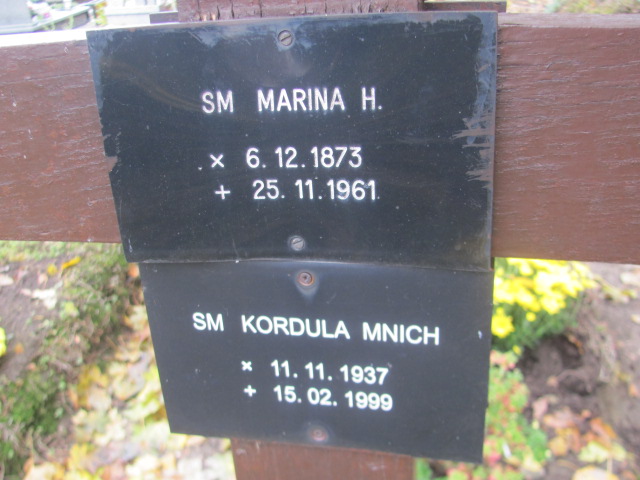 SM MARINA H.
× 6.12.1873
+ 25.11.1961
SM KORDULA MNICH
× 11.11.1937
+ 15.02.1999